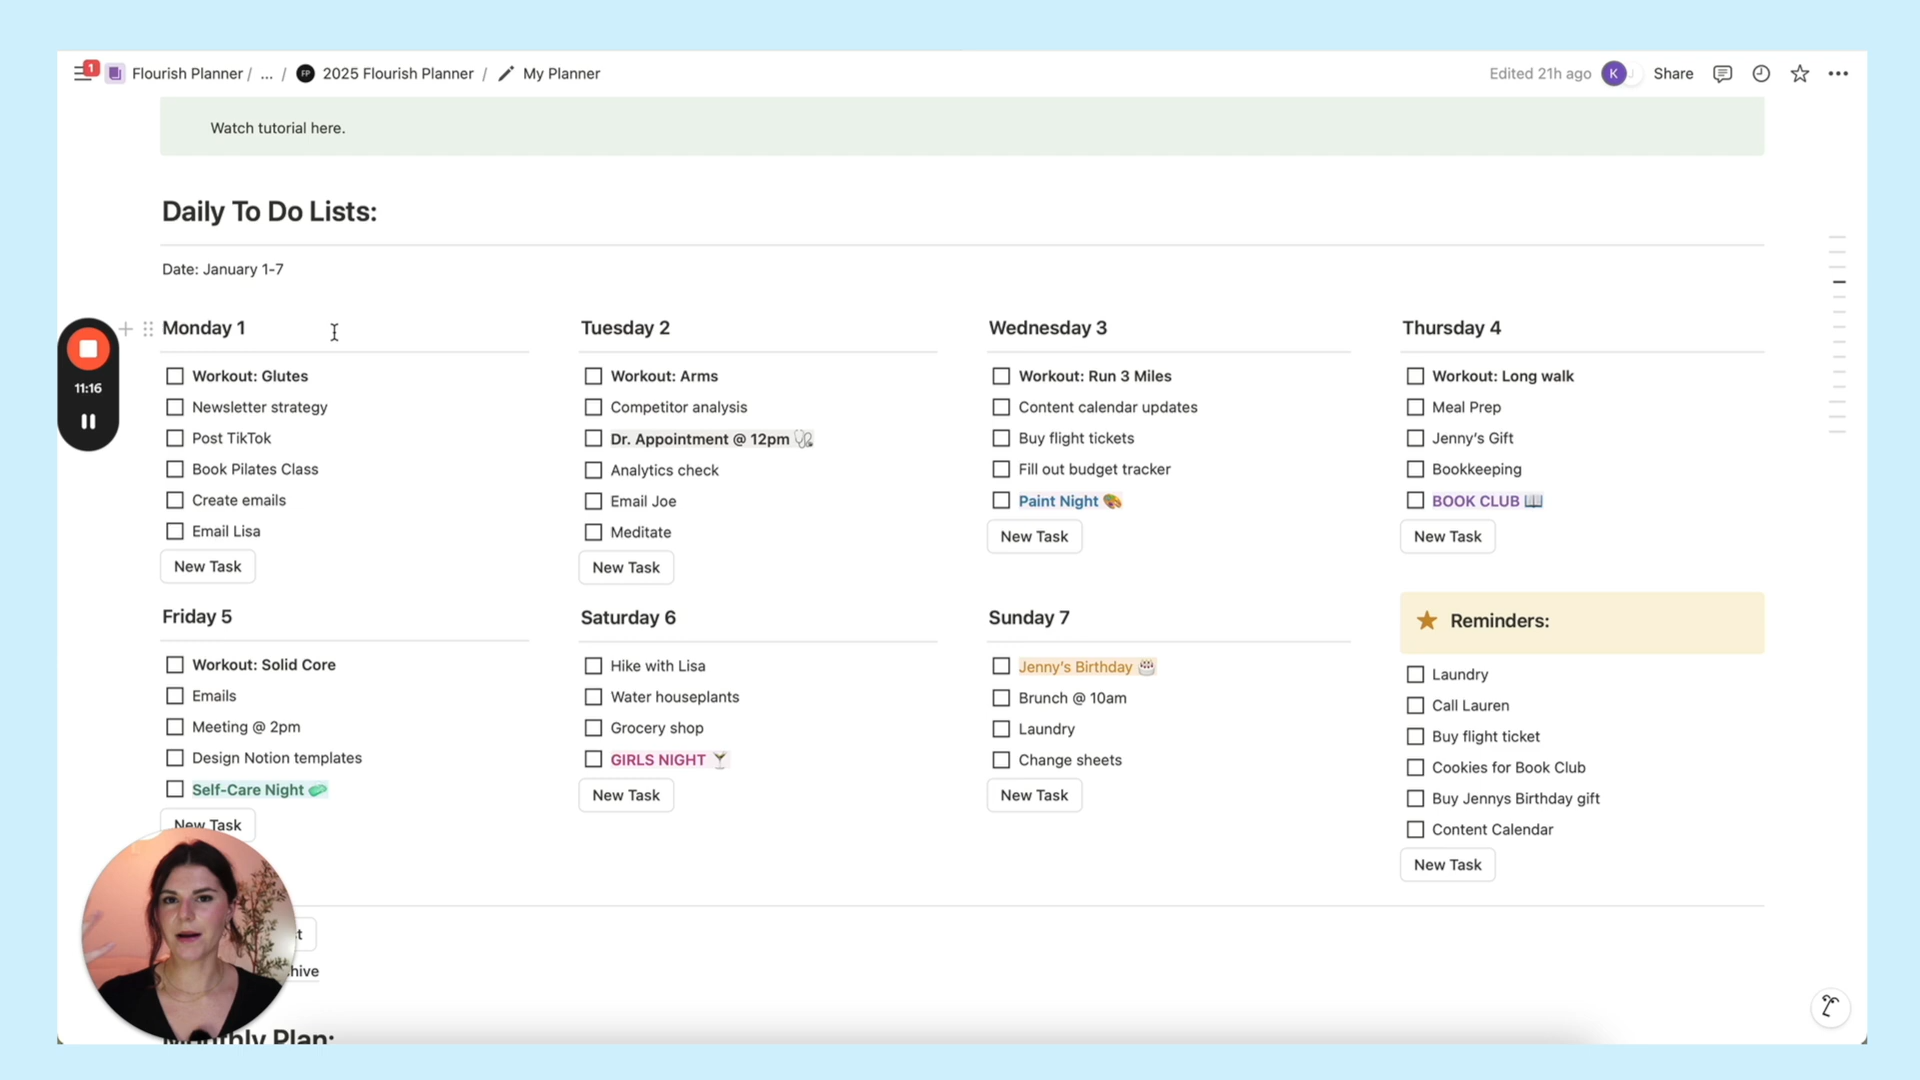 1
Flourish Planner / ... / FP 2025 Flourish Planner / My Planner
Edited 21h ago K Share
Watch tutorial here.
Daily To Do Lists:
Date: January 1-7
11:16
Monday 1
Workout: Glutes
Newsletter strategy
Post TikTok
Book Pilates Class
Create emails
Email Lisa
New Task
Tuesday 2
Workout: Arms
Competitor analysis
Dr. Appointment @ 12pm 🩺
Analytics check
Email Joe
Meditate
New Task
Wednesday 3
Workout: Run 3 Miles
Content calendar updates
Buy flight tickets
Fill out budget tracker
Paint Night 🎨
New Task
Thursday 4
Workout: Long walk
Meal Prep
Jenny's Gift
Bookkeeping
BOOK CLUB 📖
New Task
Friday 5
Workout: Solid Core
Emails
Meeting @ 2pm
Design Notion templates
Self-Care Night 🧼
New Task
Saturday 6
Hike with Lisa
Water houseplants
Grocery shop
GIRLS NIGHT 🍸
New Task
Sunday 7
Jenny's Birthday 🎂
Brunch @ 10am
Laundry
Change sheets
New Task
Reminders:
Laundry
Call Lauren
Buy flight ticket
Cookies for Book Club
Buy Jennys Birthday gift
Content Calendar
New Task
Plan: